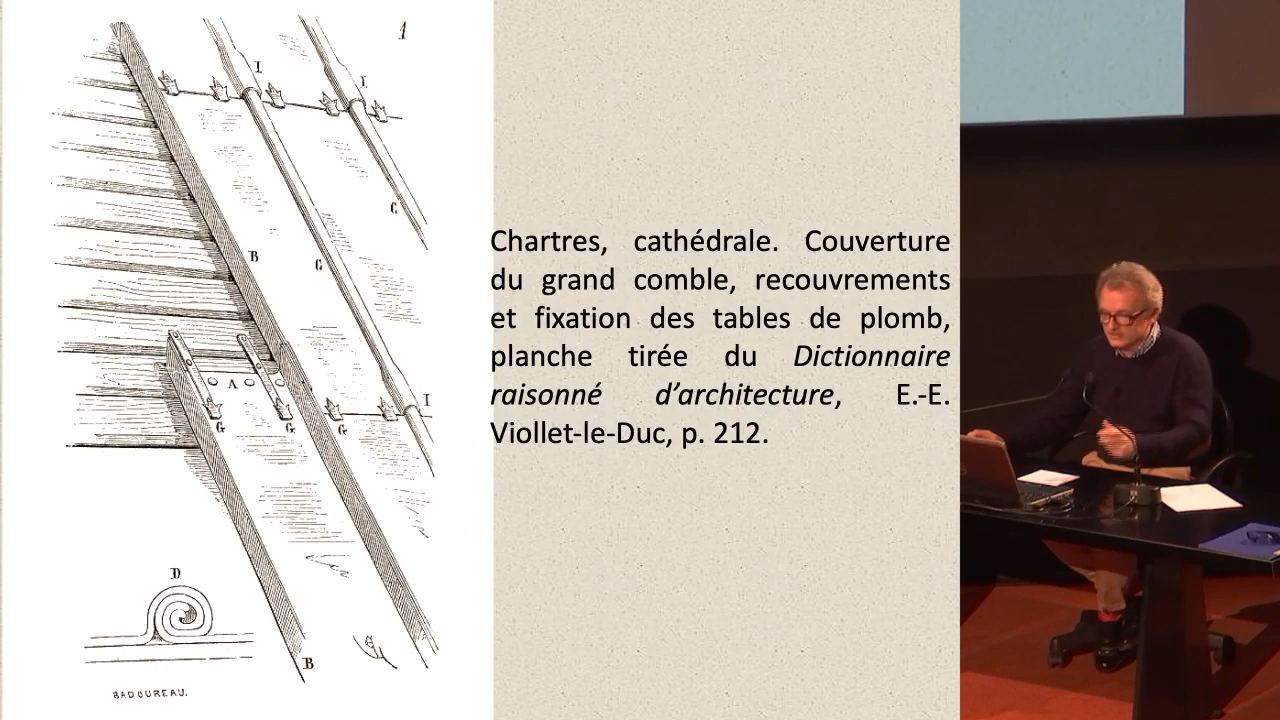 1
I
I
C
B
G
I
A
G
G
G
D
B
BADOUREAU.
Chartres, cathédrale. Couverture
du grand comble, recouvrements
et fixation des tables de plomb,
planche tirée du Dictionnaire
raisonné d’architecture, E.-E.
Viollet-le-Duc, p. 212.